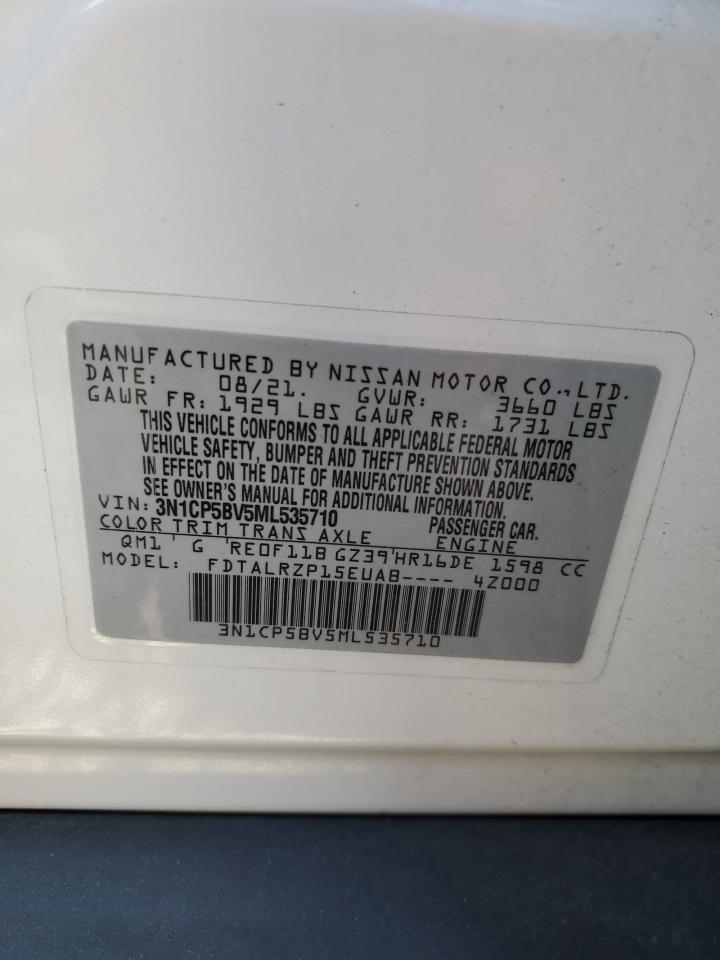 MANUFACTURED BY NISSAN MOTOR CO.,LTD.
DATE: 08/21. GVWR: 3660 LBS
GAWR FR: 1929 LBS GAWR RR: 1731 LBS
THIS VEHICLE CONFORMS TO ALL APPLICABLE FEDERAL MOTOR
VEHICLE SAFETY, BUMPER AND THEFT PREVENTION STANDARDS
IN EFFECT ON THE DATE OF MANUFACTURE SHOWN ABOVE.
SEE OWNER'S MANUAL FOR ADDITIONAL INFORMATION.
VIN: 3N1CP5BV5ML535710 PASSENGER CAR.
COLOR TRIM TRANS AXLE ENGINE
QM1 ' G 'RE0F11B GZ39'HR16DE 1598 CC
MODEL: FDTALRZP15EUAB---- 4Z000
3N1CP5BV5ML535710